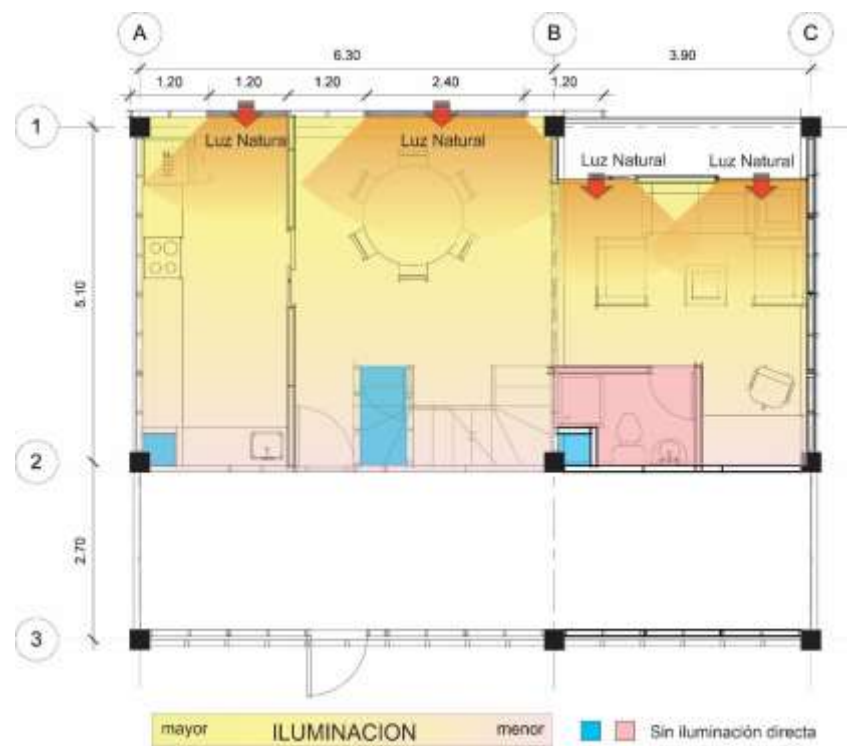 A
B
C
6.30
3.90
1.20
1.20
1.20
2.40
1.20
1
Luz Natural
Luz Natural
Luz Natural
Luz Natural
REF
5.10
2
2.70
3
mayor ILUMINACION menor
Sin iluminación directa